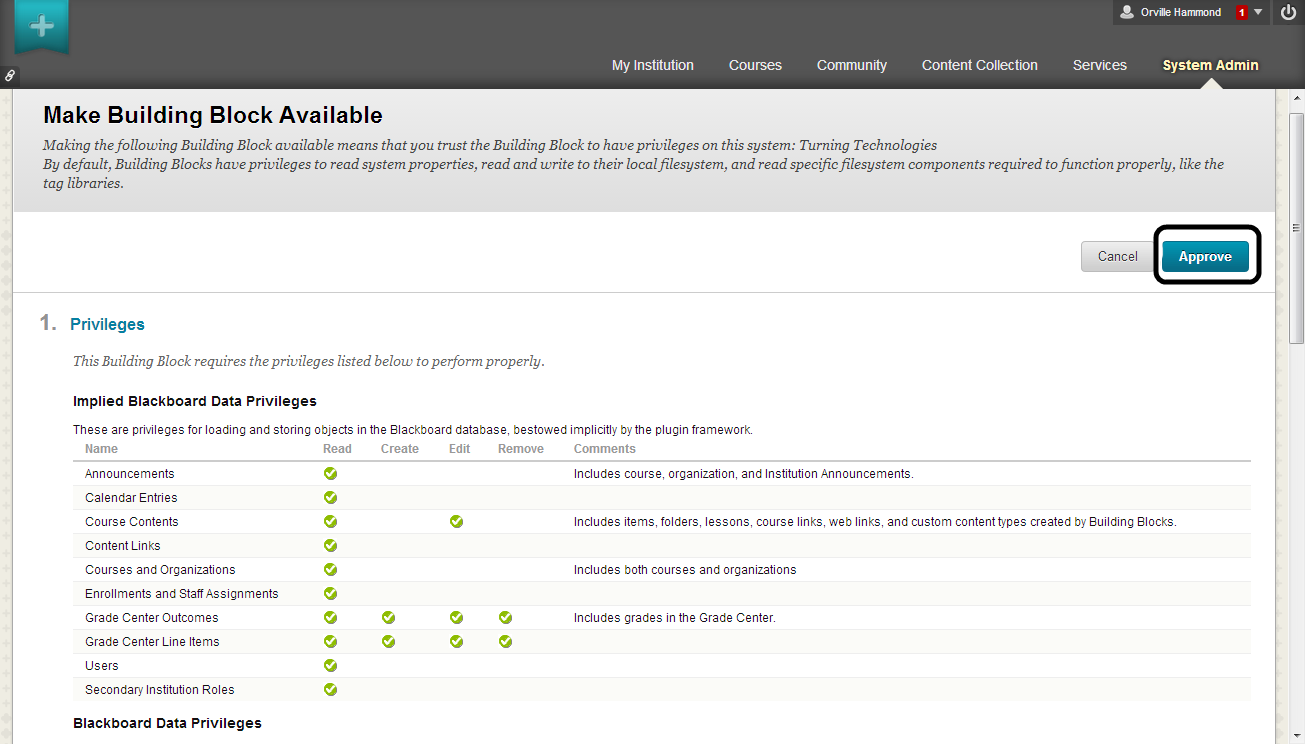 Orville Hammond 1
My Institution Courses Community Content Collection Services System Admin
Make Building Block Available
Making the following Building Block available means that you trust the Building Block to have privileges on this system: Turning Technologies
By default, Building Blocks have privileges to read system properties, read and write to their local filesystem, and read specific filesystem components required to function properly, like the
tag libraries.
Cancel Approve
1. Privileges
This Building Block requires the privileges listed below to perform properly.
Implied Blackboard Data Privileges
These are privileges for loading and storing objects in the Blackboard database, bestowed implicitly by the plugin framework.
Name Read Create Edit Remove Comments
Announcements Includes course, organization, and Institution Announcements.
Calendar Entries
Course Contents Includes items, folders, lessons, course links, web links, and custom content types created by Building Blocks.
Content Links
Courses and Organizations Includes both courses and organizations
Enrollments and Staff Assignments
Grade Center Outcomes Includes grades in the Grade Center.
Grade Center Line Items
Users
Secondary Institution Roles
Blackboard Data Privileges